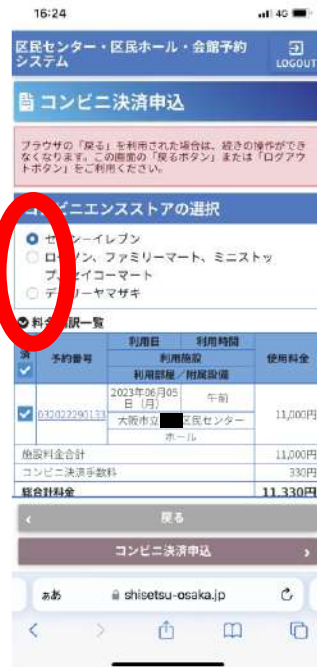 16:24
4G
区民センター・区民ホール・会館予約
システム
LOGOUT
コンビニ決済申込
ブラウザの「戻る」を利用された場合は、続きの操作ができ
なくなります。この画面の「戻るボタン」または「ログアウ
トボタン」をご利用ください。
コンビニエンスストアの選択
セブン－イレブン
ローソン、ファミリーマート、ミニストッ
プ、セイコーマート
デイリーヤマザキ
料金内訳一覧
済
予約番号
利用日
利用時間
利用施設
利用部屋／附属設備
使用料金
032022290133
2023年06月05
日（月）
午前
大阪市立
区民センター
ホール
11,000円
施設料金合計
11,000円
コンビニ決済手数料
330円
総合計料金
11,330円
戻る
コンビニ決済申込
ああ
shisetsu-osaka.jp